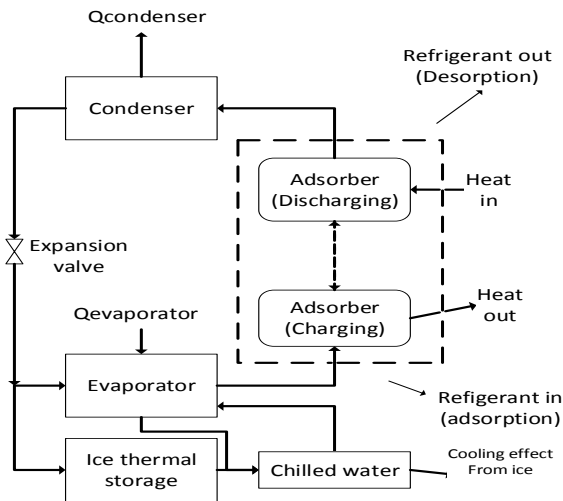 Qcondenser
Condenser
Refrigerant out
(Desorption)
Adsorber
(Discharging)
Heat
in
Expansion
valve
Adsorber
(Charging)
Heat
out
Qevaporator
Evaporator
Refigerant in
(adsorption)
Ice thermal
storage
Chilled water
Cooling effect
From ice